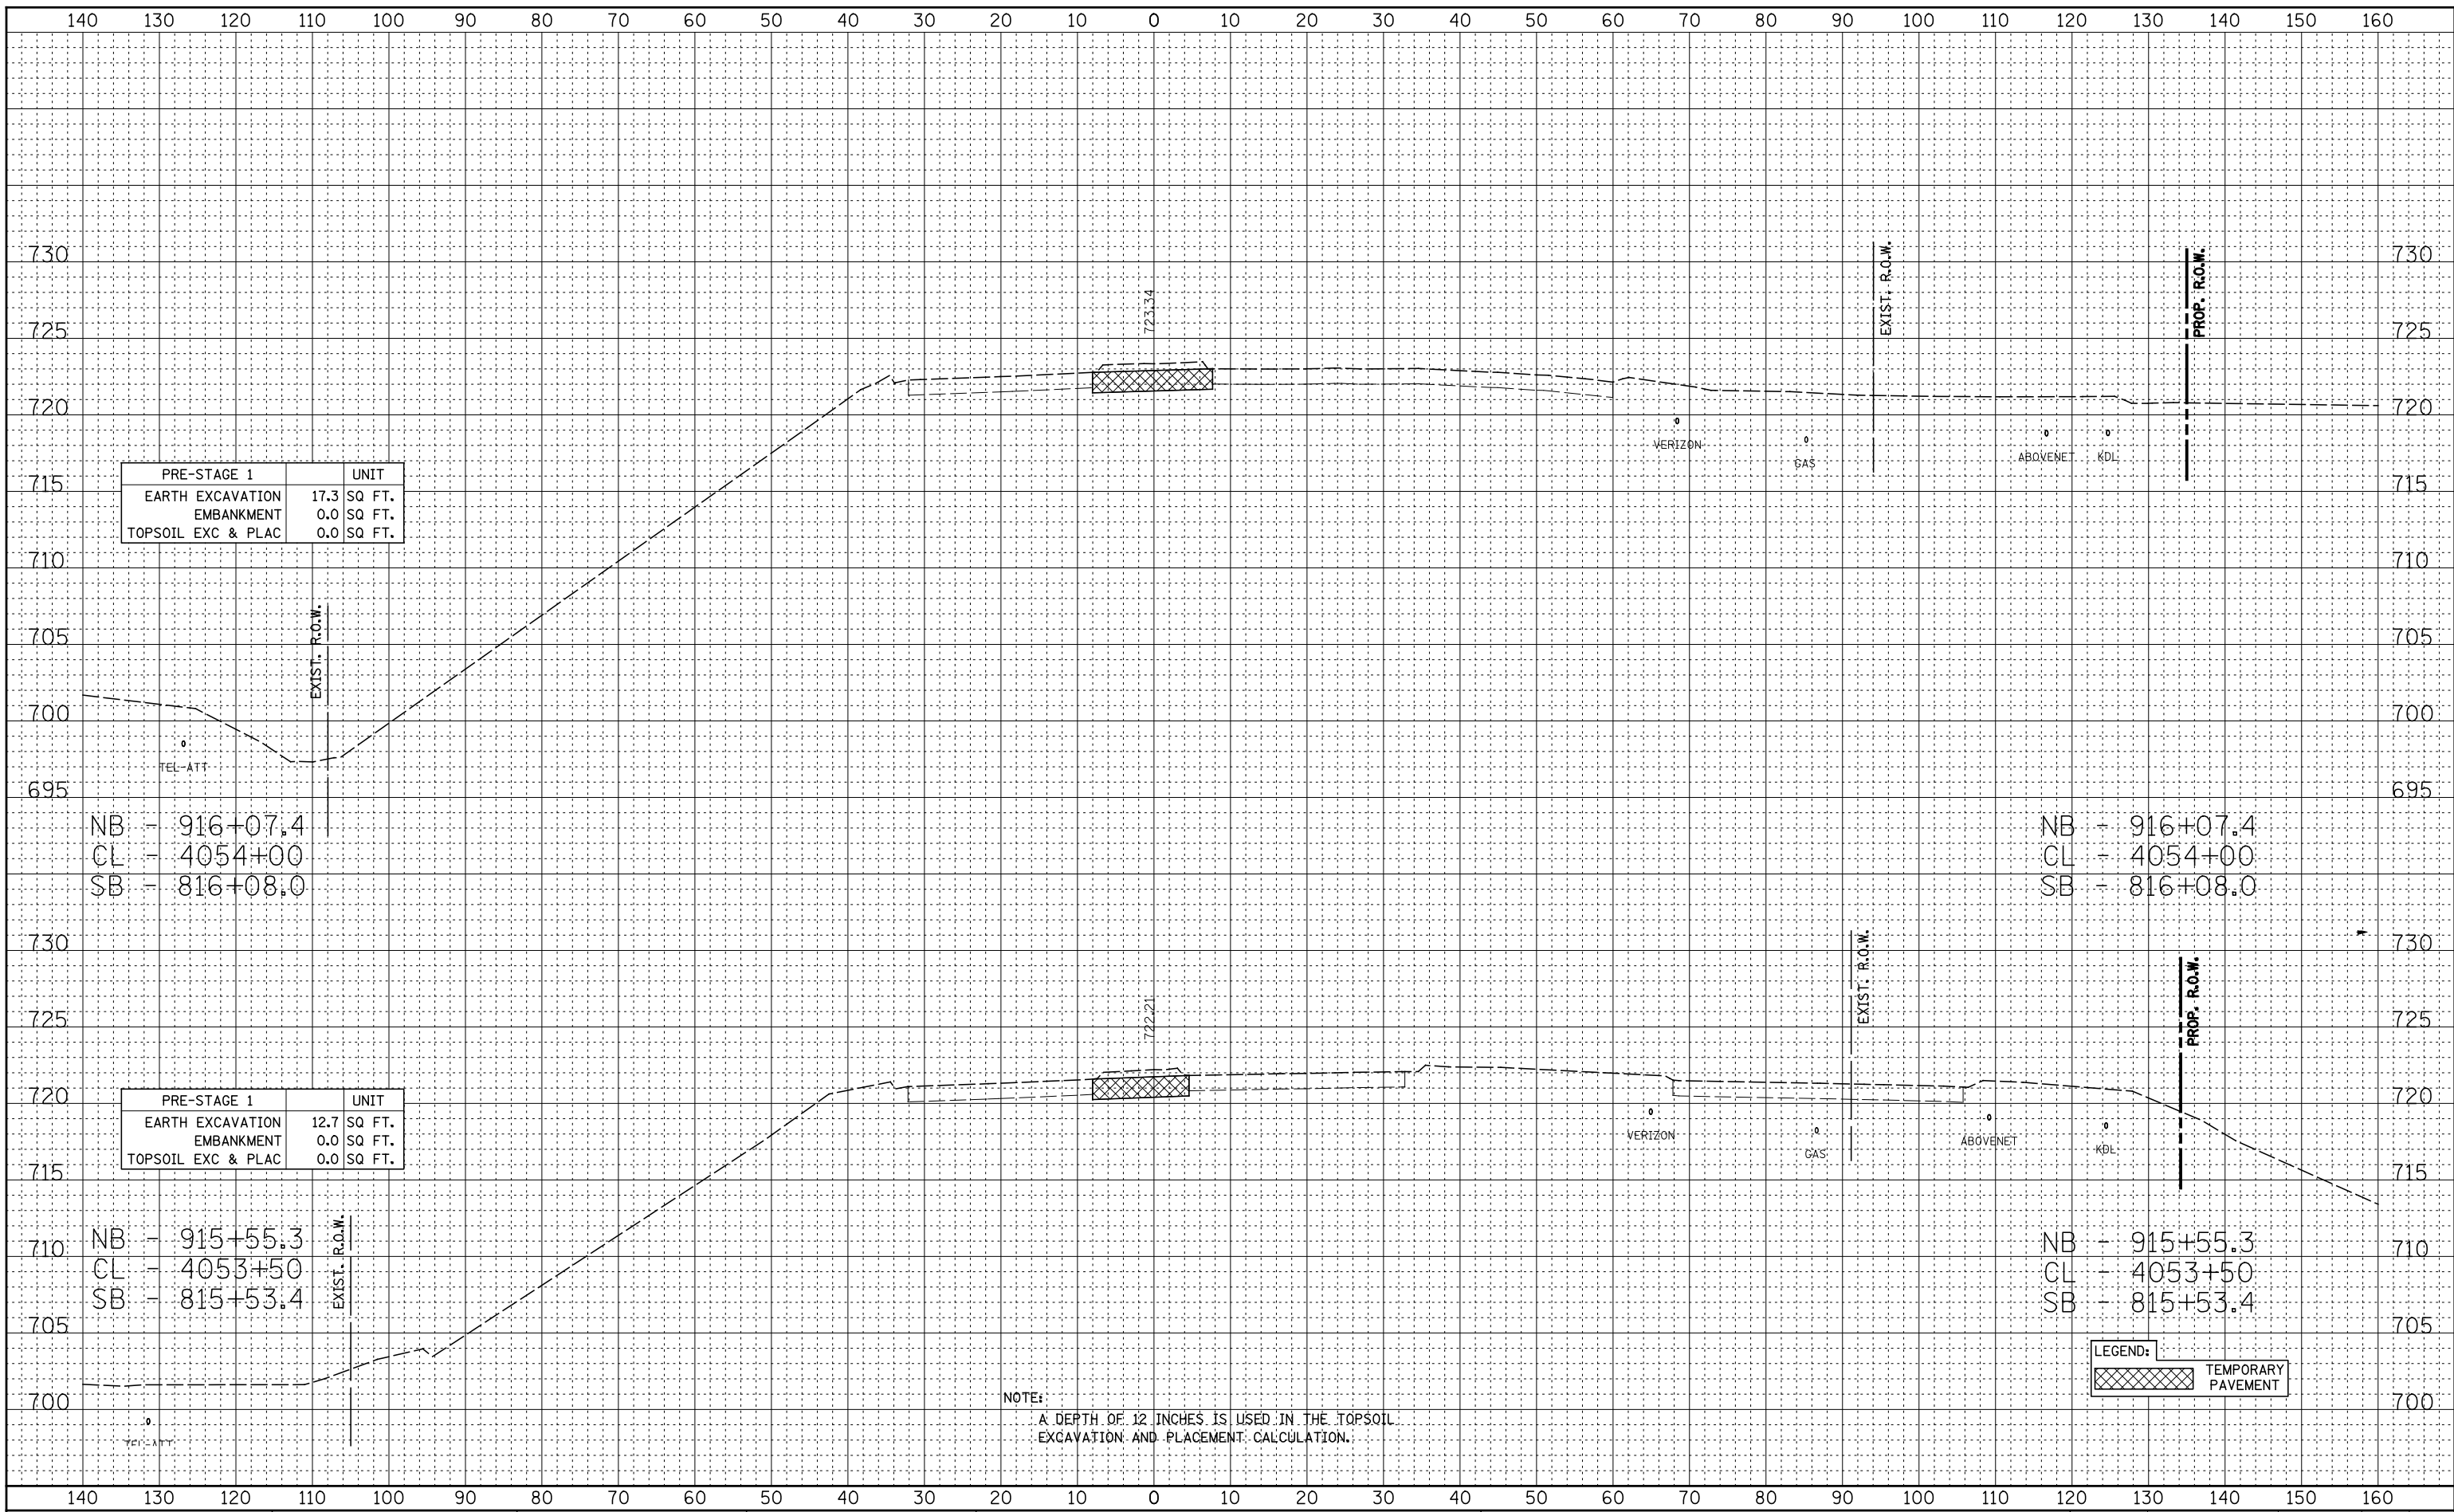 140 130 120 110 100 90 80 70 60 50 40 30 20 10 0 10 20 30 40 50 60 70 80 90 100 110 120 130 140 150 160
730 730
EXIST. R.O.W.
PROP. R.O.W.
723.34
725 725
720 720
VERIZON
GAS
ABOVENET KDL
PRE-STAGE 1 UNIT
EARTH EXCAVATION 17.3 SQ FT.
EMBANKMENT 0.0 SQ FT.
TOPSOIL EXC & PLAC 0.0 SQ FT.
715 715
710 710
EXIST. R.O.W.
705 705
700 700
TEL-ATT
695 695
NB - 916+07.4
CL - 4054+00
SB - 816+08.0
NB - 916+07.4
CL - 4054+00
SB - 816+08.0
730 730
EXIST. R.O.W.
PROP. R.O.W.
722.21
725 725
720 720
VERIZON
GAS
ABOVENET
KDL
PRE-STAGE 1 UNIT
EARTH EXCAVATION 12.7 SQ FT.
EMBANKMENT 0.0 SQ FT.
TOPSOIL EXC & PLAC 0.0 SQ FT.
715 715
NB - 915+55.3
CL - 4053+50
SB - 815+53.4
EXIST. R.O.W.
710 710
NB - 915+55.3
CL - 4053+50
SB - 815+53.4
705 705
LEGEND:
TEMPORARY
PAVEMENT
700 700
TEL-ATT
NOTE:
A DEPTH OF 12 INCHES IS USED IN THE TOPSOIL
EXCAVATION AND PLACEMENT CALCULATION.
140 130 120 110 100 90 80 70 60 50 40 30 20 10 0 10 20 30 40 50 60 70 80 90 100 110 120 130 140 150 160